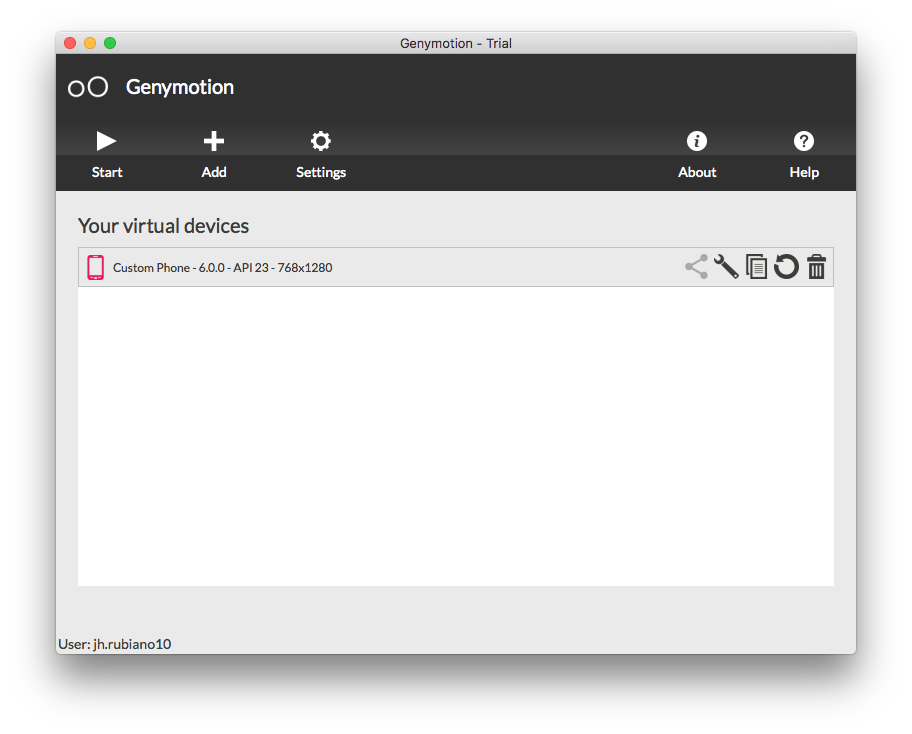 Genymotion - Trial
Genymotion
Start Add Settings About Help
Your virtual devices
Custom Phone - 6.0.0 - API 23 - 768x1280
User: jh.rubiano10